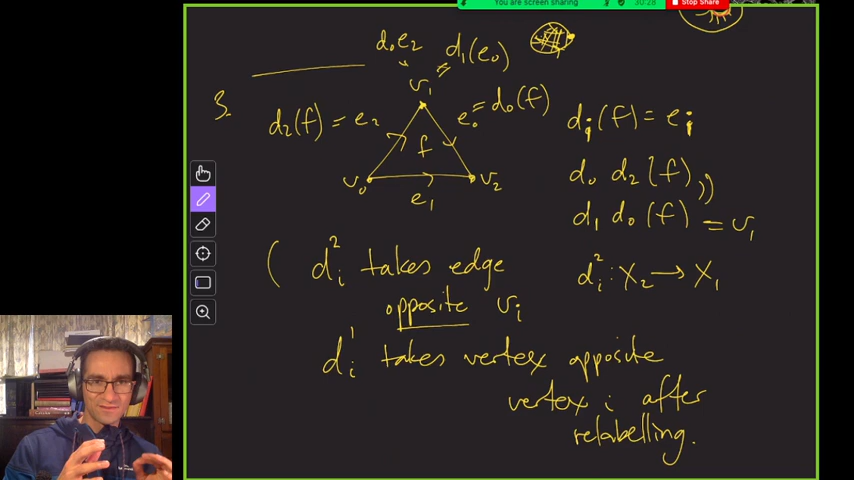 You are screen sharing 30:28 Stop Share
d₀e₂ d₁(e₀)
3.
v₁
d₂(f) = e₂
e₀ = d₀(f)
f
v₀
v₂
e₁
dᵢ(f) = eᵢ
d₀ d₂(f)
d₁ d₀(f) = v₁
( dᵢ² takes edge
opposite vᵢ
dᵢ² : X₂ → X₁
dᵢ¹ takes vertex opposite
vertex i after
relabelling.